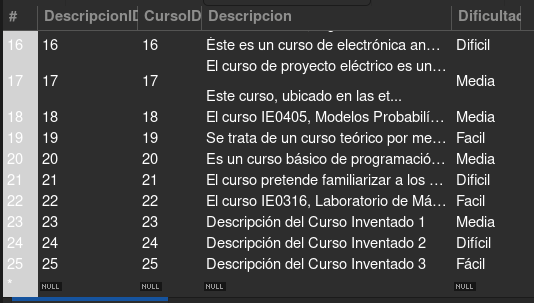 # DescripcionID CursoID Descripcion Dificultad
16 16 16 Este es un curso de electrónica an... Dificil
El curso de proyecto eléctrico es un...
17 17 17 Media
Este curso, ubicado en las et...
18 18 18 El curso IE0405, Modelos Probabilí... Media
19 19 19 Se trata de un curso teórico por me... Facil
20 20 20 Es un curso básico de programació... Media
21 21 21 El curso pretende familiarizar a los ... Dificil
22 22 22 El curso IE0316, Laboratorio de Má... Facil
23 23 23 Descripción del Curso Inventado 1 Media
24 24 24 Descripción del Curso Inventado 2 Difícil
25 25 25 Descripción del Curso Inventado 3 Fácil
* NULL NULL NULL NULL